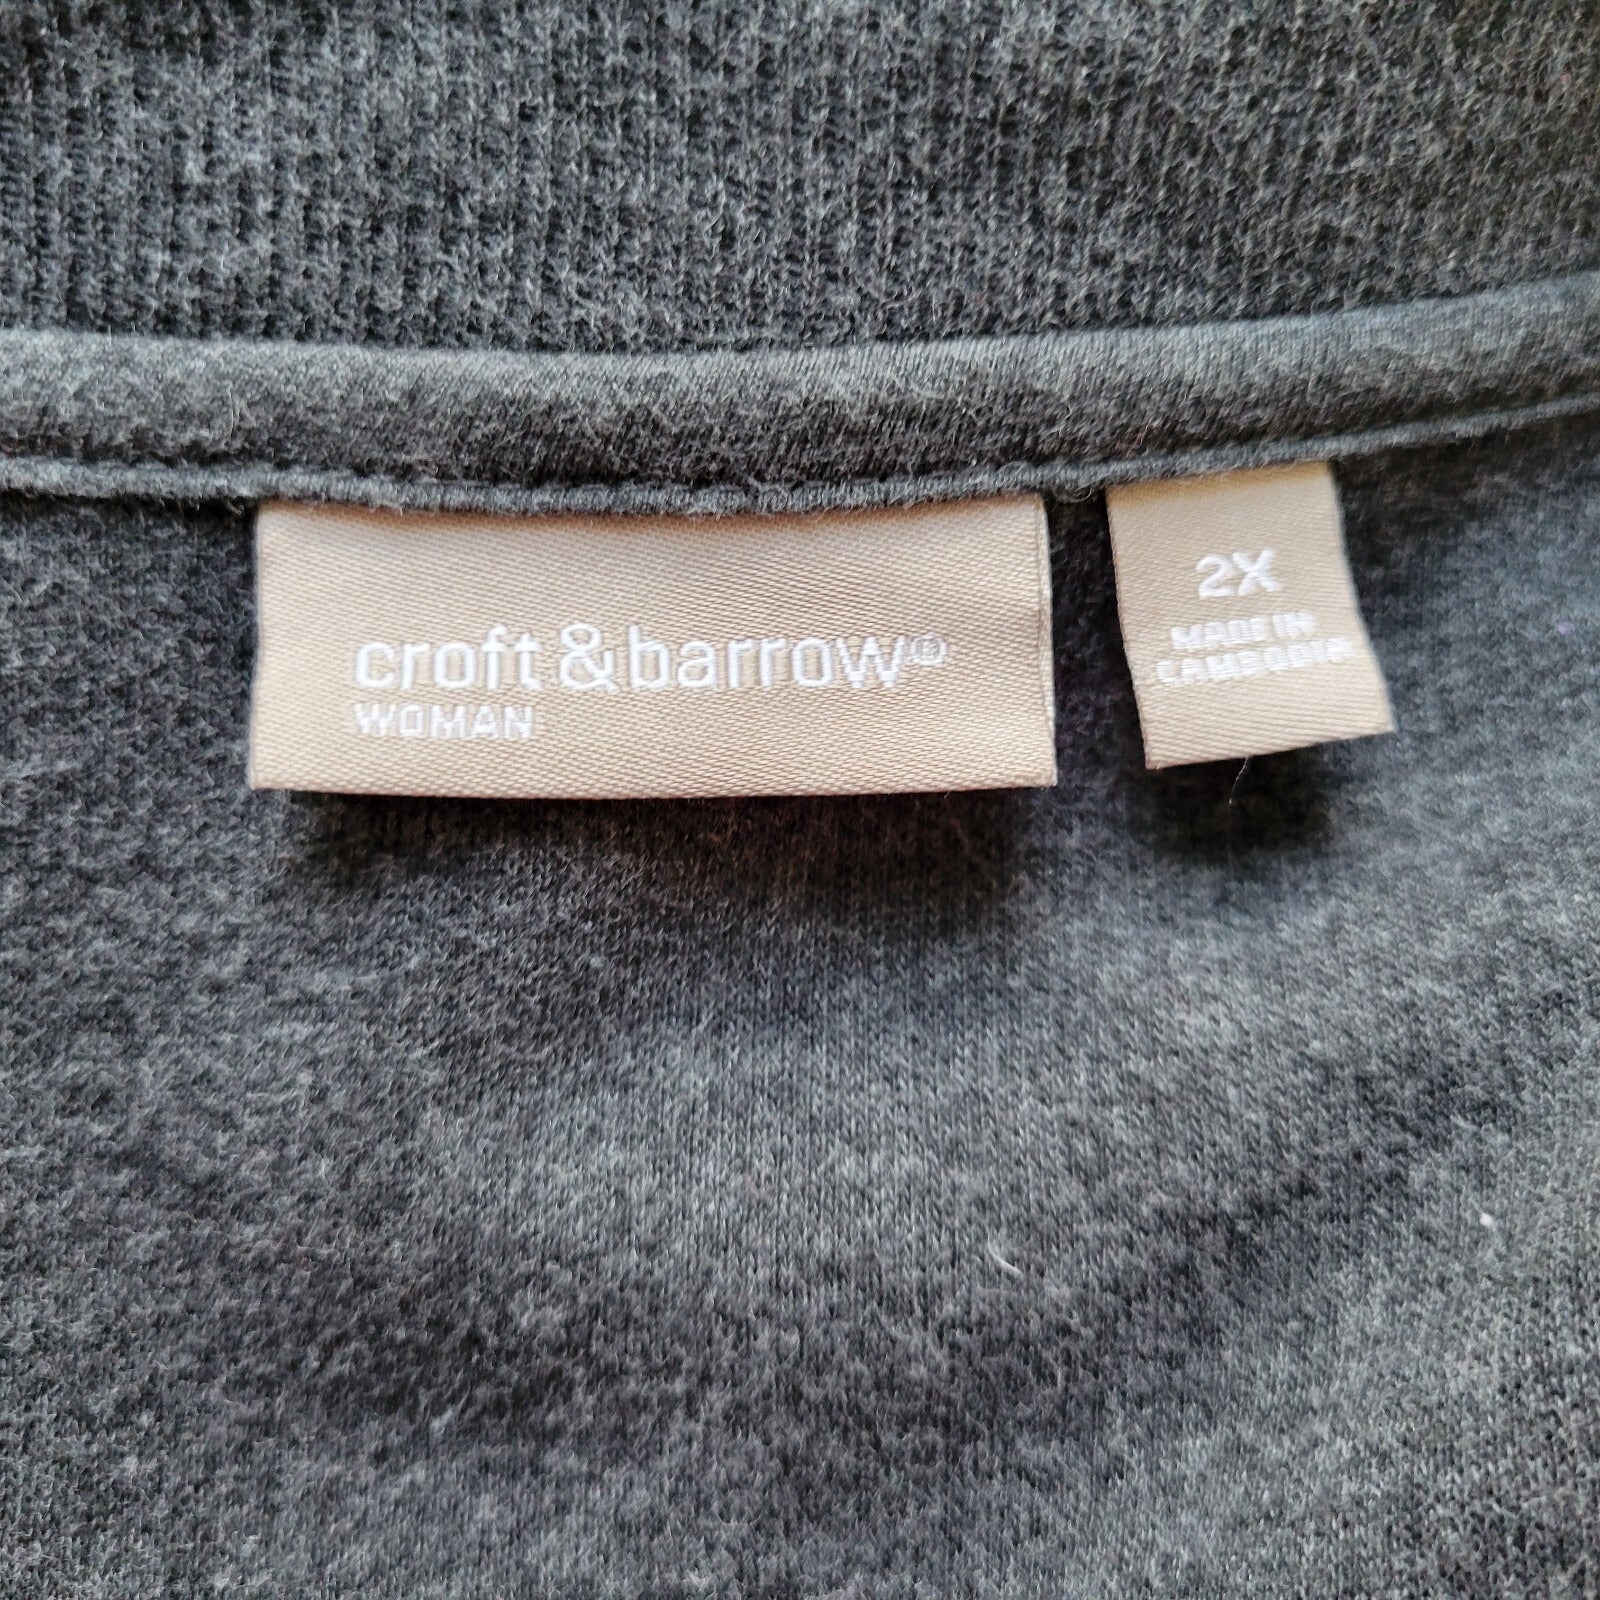 croft & barrow®
WOMAN
2X
MADE IN
CAMBODIA